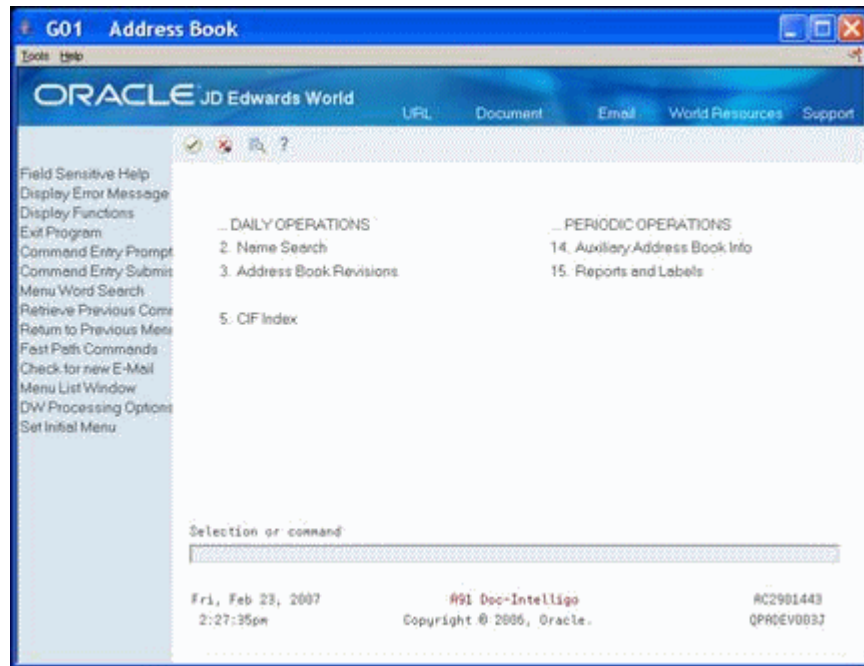 G01 Address Book
Tools Help
ORACLE JD Edwards World
URL Document Email World Resources Support
?
Field Sensitive Help
Display Error Message
Display Functions
Exit Program
Command Entry Prompt
Command Entry Submis
Menu Word Search
Retrieve Previous Comm
Return to Previous Menu
Fast Path Commands
Check for new E-Mail
Menu List Window
DW Processing Options
Set Initial Menu
... DAILY OPERATIONS
2. Name Search
3. Address Book Revisions
5. CIF Index
... PERIODIC OPERATIONS
14. Auxiliary Address Book Info
15. Reports and Labels
Selection or command
Fri, Feb 23, 2007 A91 Doc-Intelligo AC2981443
2:27:35pm Copyright © 2006, Oracle. QPADEV003J